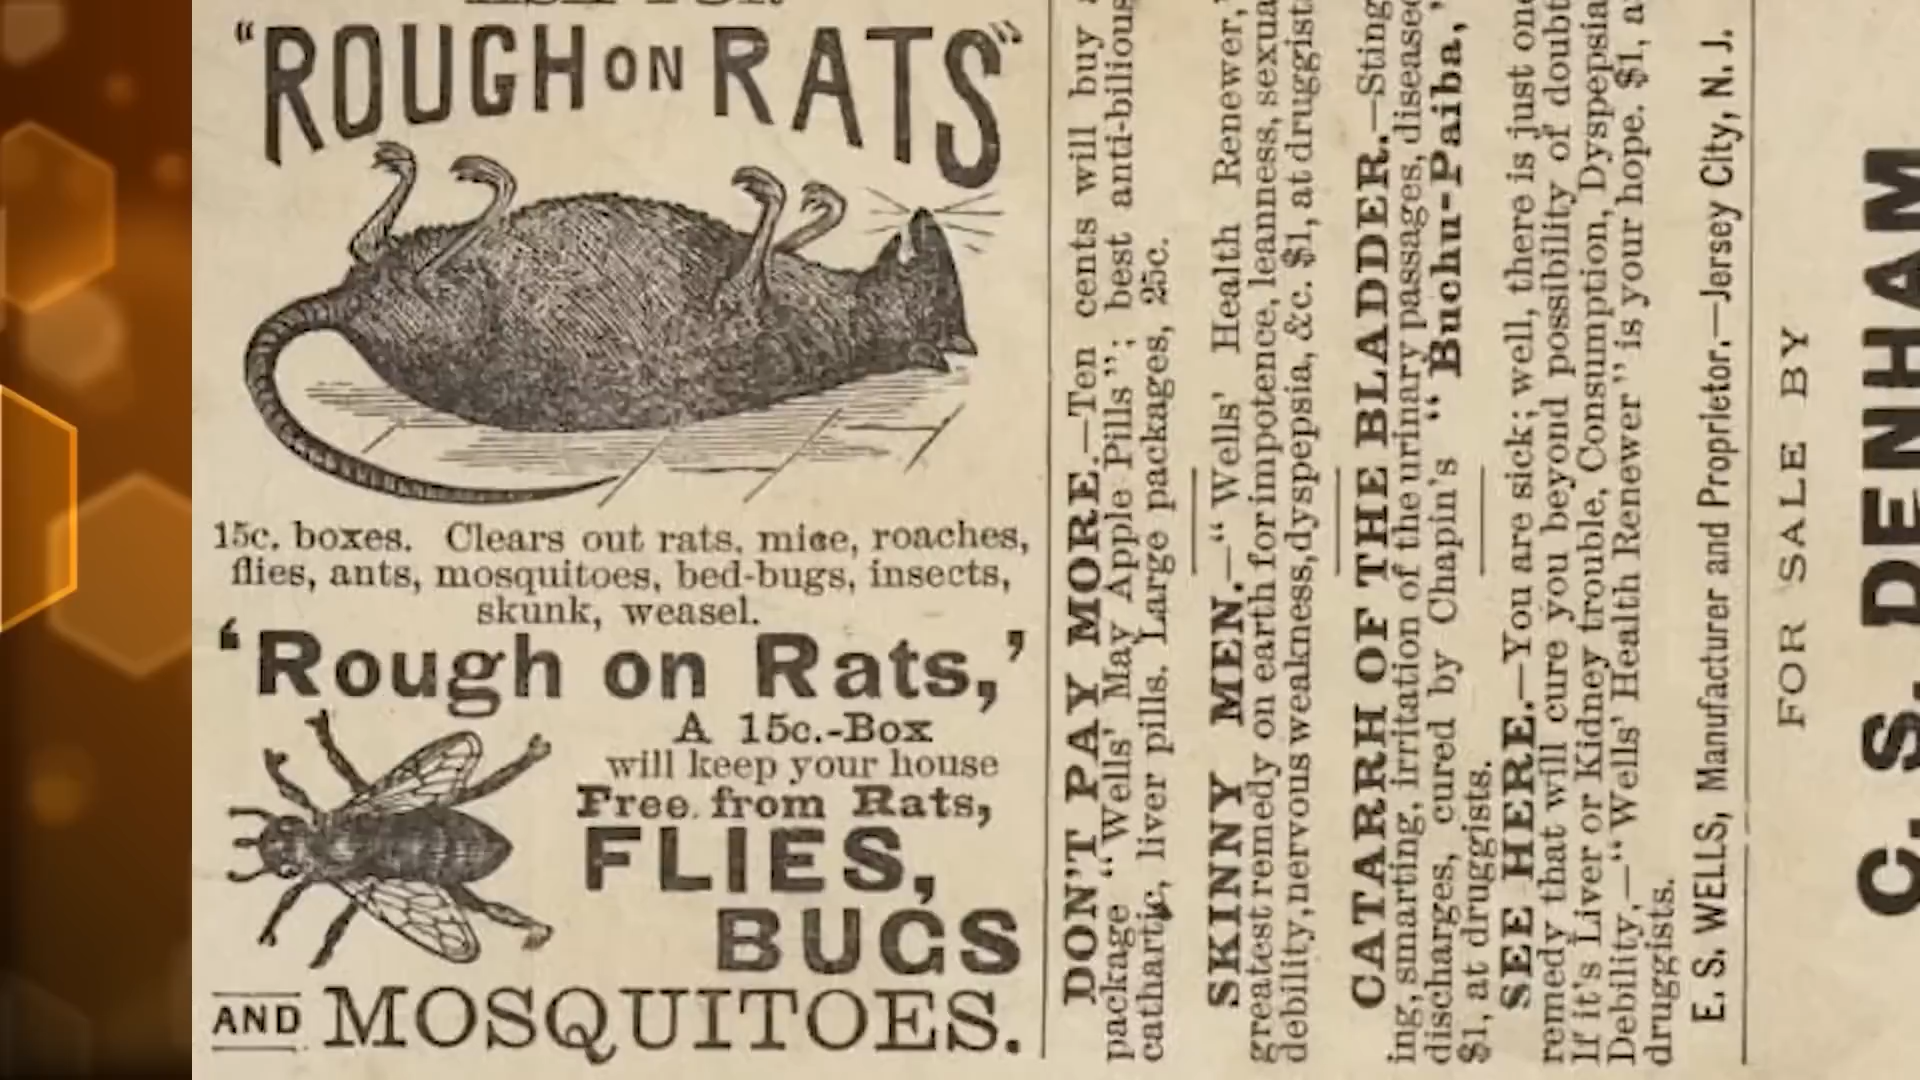 "ROUGH ON RATS"
15c. boxes. Clears out rats, mice, roaches,
flies, ants, mosquitoes, bed-bugs, insects,
skunk, weasel.
'Rough on Rats,'
A 15c.-Box
will keep your house
Free from Rats,
FLIES,
BUGS
AND MOSQUITOES.
DON'T PAY MORE.—Ten cents will buy
package "Wells' May Apple Pills"; best anti-bilious
cathartic, liver pills. Large packages, 25c.
SKINNY MEN.—"Wells' Health Renewer,"
greatest remedy on earth for impotence, leanness, sexua
debility, nervous weakness, dyspepsia, &c. $1, at druggist
CATARRH OF THE BLADDER.—Sting
ing, smarting, irritation of the urinary passages, diseased
discharges, cured by Chapin's "Buchu-Paiba,"
$1, at druggists.
SEE HERE.—You are sick; well, there is just one
remedy that will cure you beyond possibility of doubt
If it's Liver or Kidney trouble, Consumption, Dyspepsia
Debility,—"Wells' Health Renewer" is your hope. $1, a
druggists.
E. S. WELLS, Manufacturer and Proprietor.—Jersey City, N. J.
FOR SALE BY
C. S. DENHAM